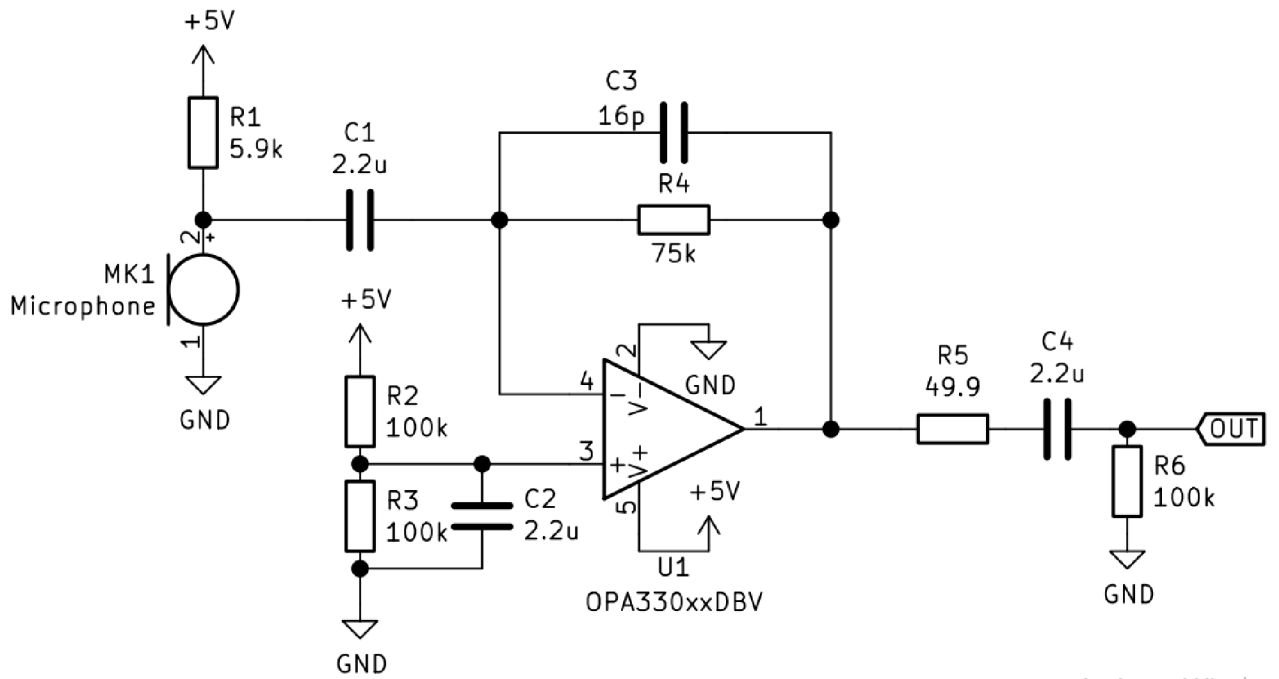 +5V
R1
5.9k
C1
2.2u
C3
16p
R4
75k
2
+
MK1
Microphone
1
GND
+5V
R2
100k
R3
100k
C2
2.2u
GND
4
-
3
+
2
V-
GND
V+
5
+5V
1
U1
OPA330xxDBV
R5
49.9
C4
2.2u
OUT
R6
100k
GND